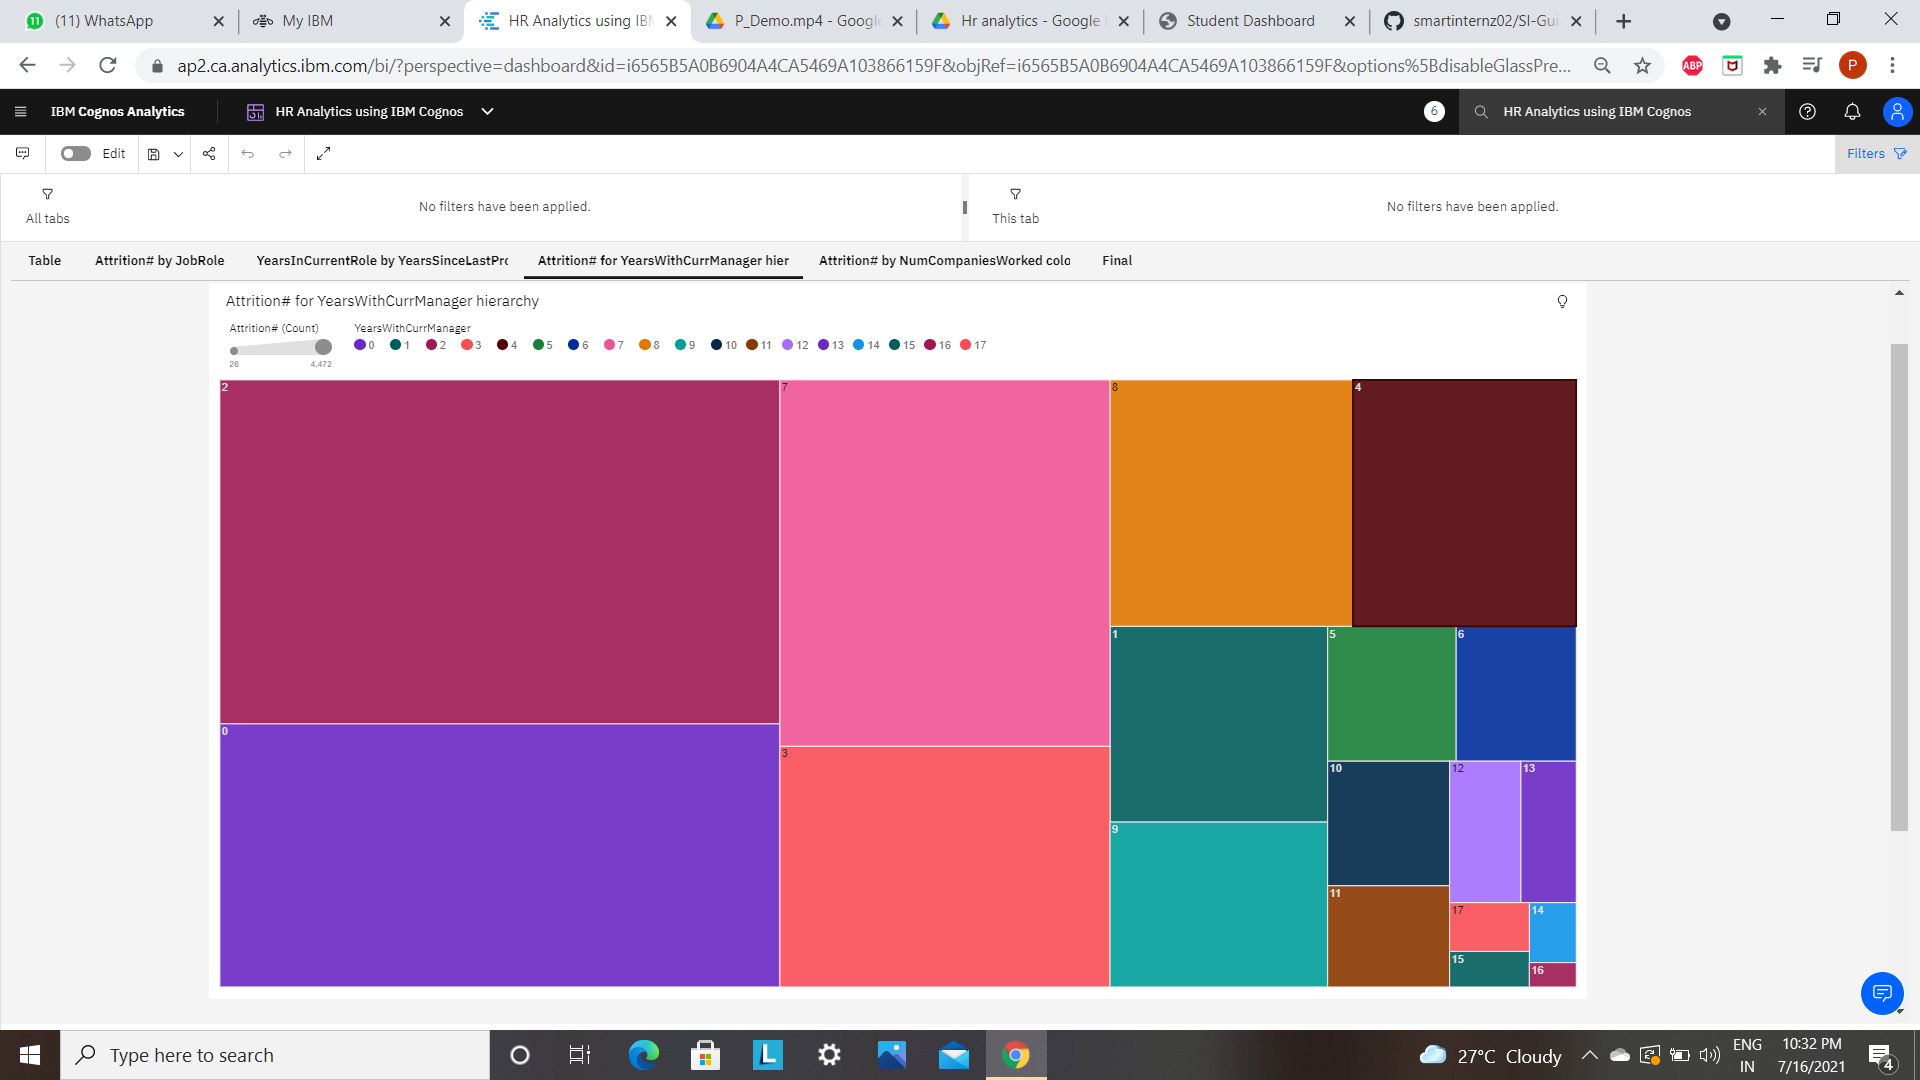 11 (11) WhatsApp
My IBM
HR Analytics using IBM
P_Demo.mp4 - Google
Hr analytics - Google
Student Dashboard
smartinternz02/SI-Gui
ap2.ca.analytics.ibm.com/bi/?perspective=dashboard&id=i6565B5A0B6904A4CA5469A103866159F&objRef=i6565B5A0B6904A4CA5469A103866159F&options%5BdisableGlassPre...
ABP
P
IBM Cognos Analytics
HR Analytics using IBM Cognos
6
HR Analytics using IBM Cognos
Edit
Filters
All tabs
No filters have been applied.
This tab
No filters have been applied.
Table
Attrition# by JobRole
YearsInCurrentRole by YearsSinceLastPro
Attrition# for YearsWithCurrManager hier
Attrition# by NumCompaniesWorked colo
Final
Attrition# for YearsWithCurrManager hierarchy
Attrition# (Count)
26 4,472
YearsWithCurrManager
0 1 2 3 4 5 6 7 8 9 10 11 12 13 14 15 16 17
2 7 8 4
1 5 6
0
3
10 12 13
9
11
17 14
15
16
Type here to search
L
27°C Cloudy
ENG
IN
10:32 PM
7/16/2021
4